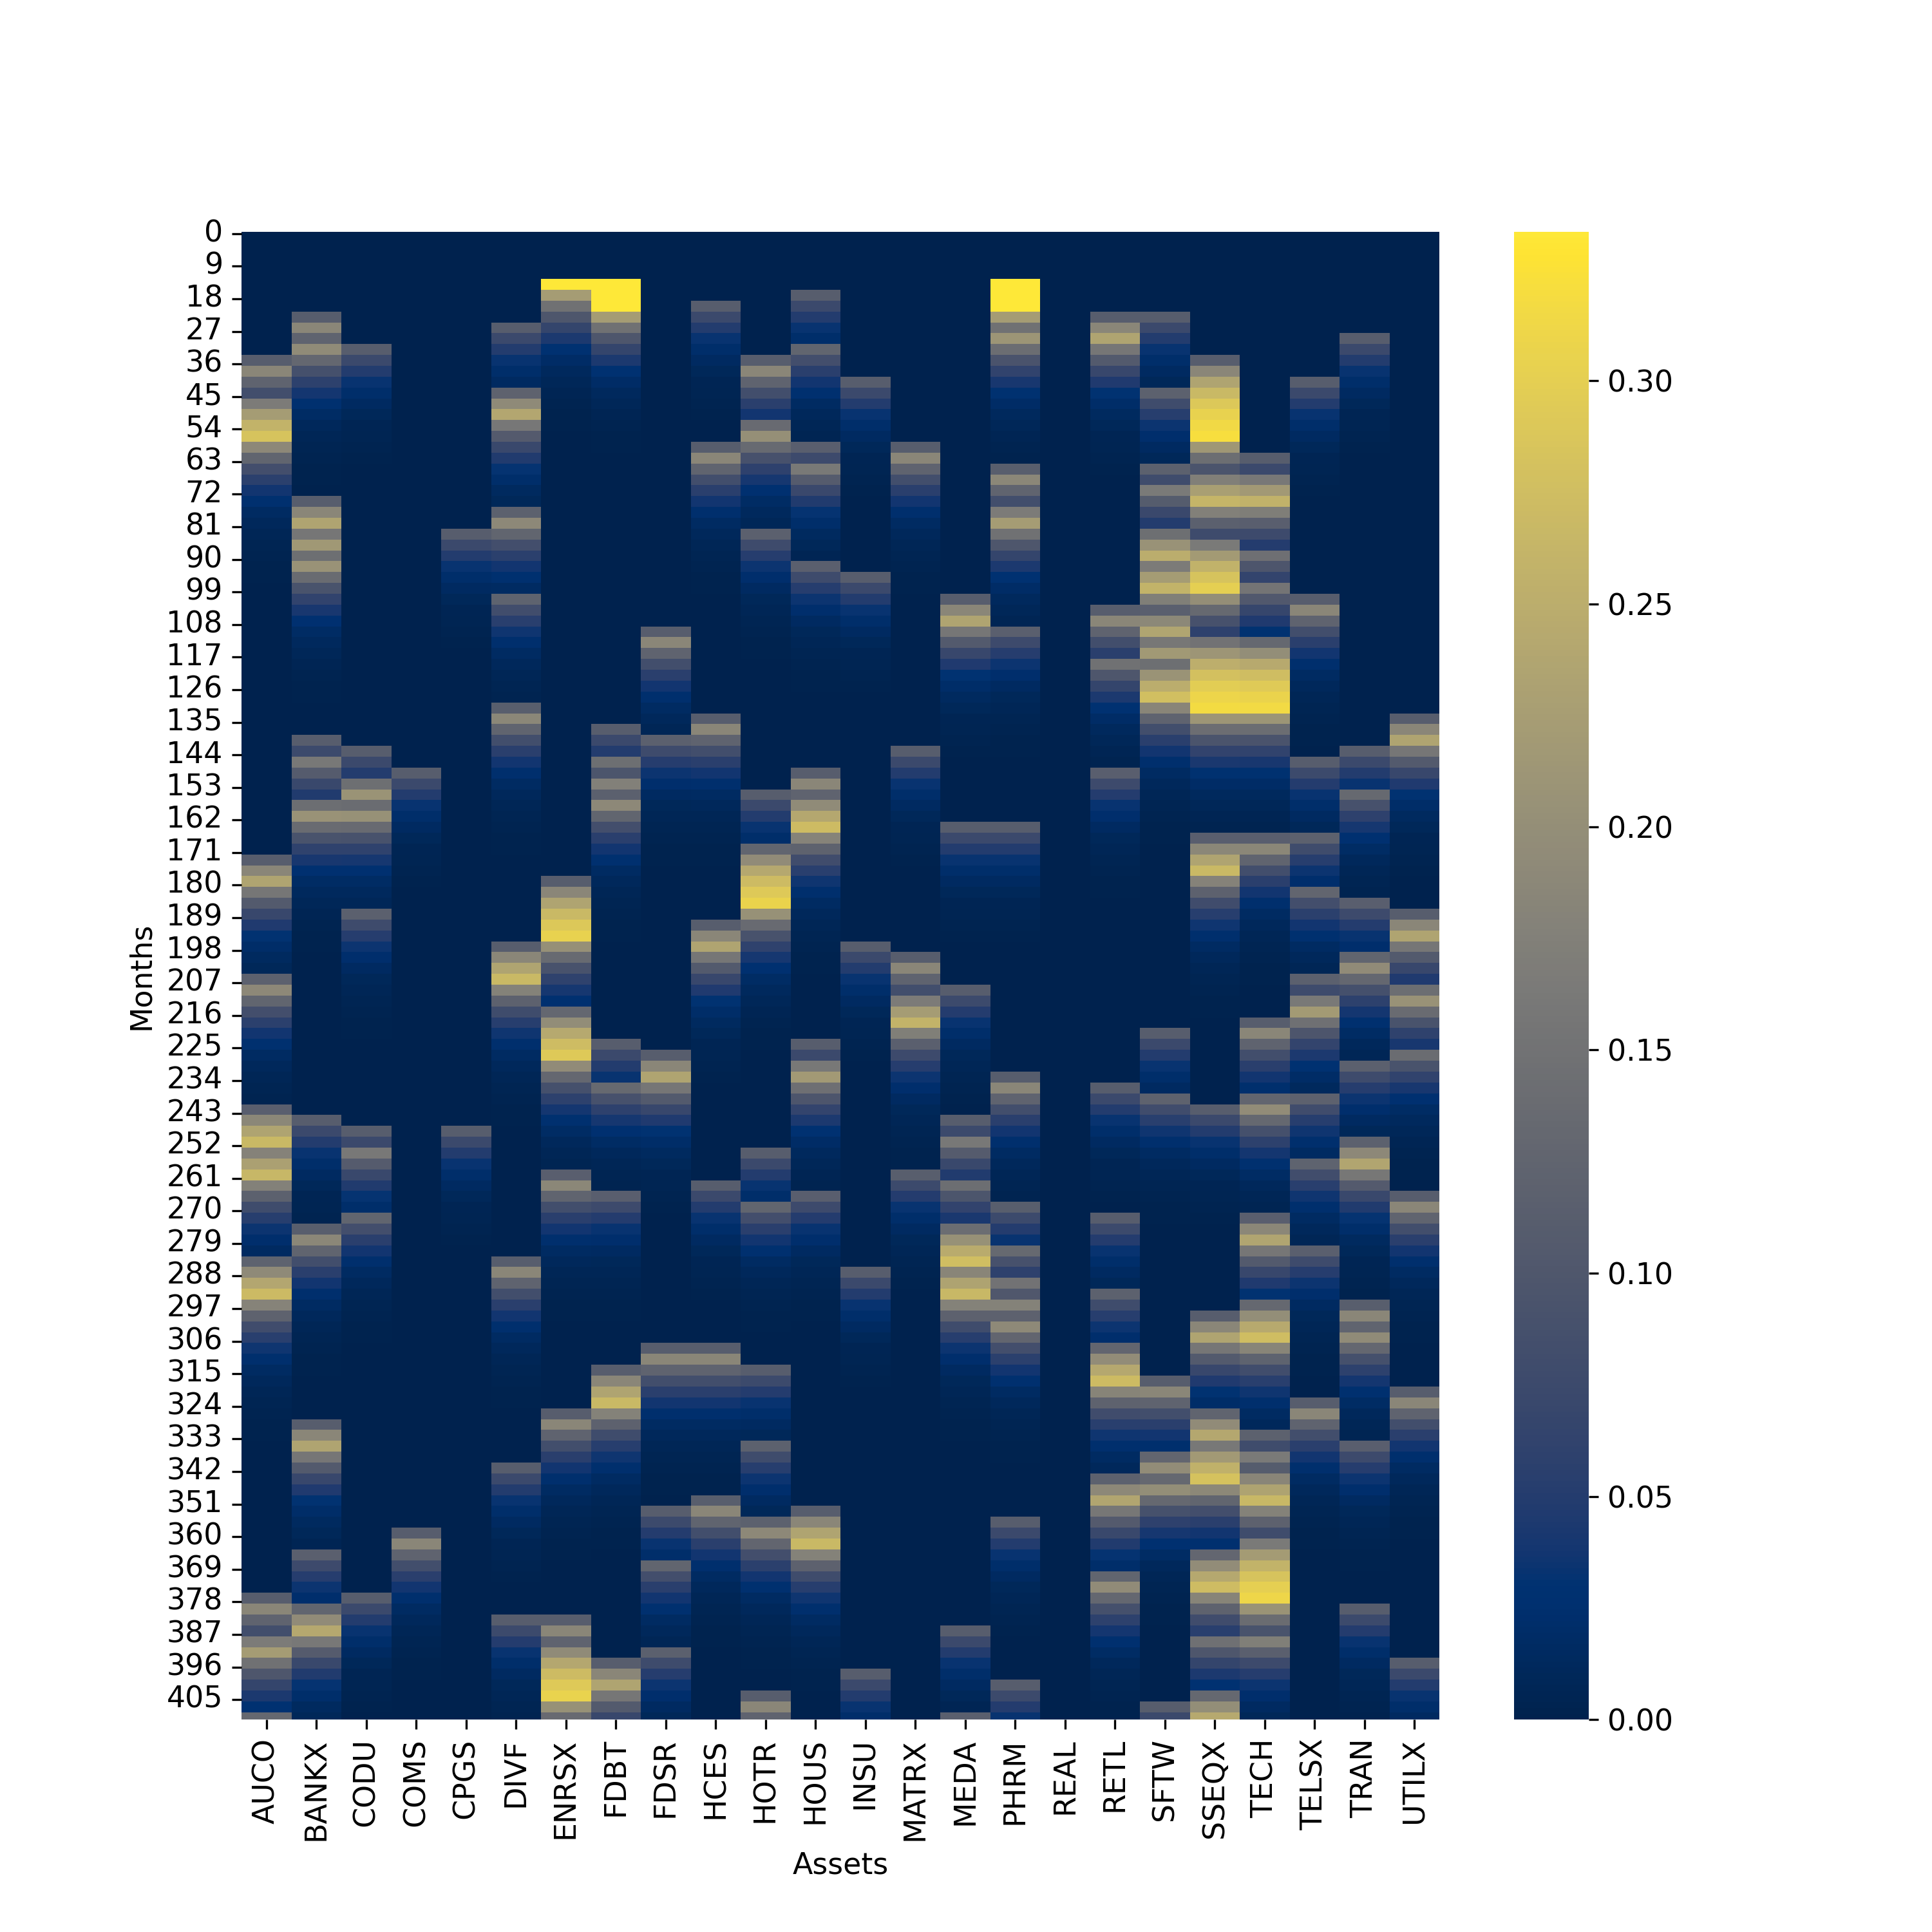 0
9
18
27
36
45
54
63
72
81
90
99
108
117
126
135
144
153
162
171
180
189
198
207
216
225
234
243
252
261
270
279
288
297
306
315
324
333
342
351
360
369
378
387
396
405
Months
AUCO
BANKX
CODU
COMS
CPGS
DIVF
ENRSX
FDBT
FDSR
HCES
HOTR
HOUS
INSU
MATRX
MEDA
PHRM
REAL
RETL
SFTW
SSEQX
TECH
TELSX
TRAN
UTILX
Assets
0.30
0.25
0.20
0.15
0.10
0.05
0.00